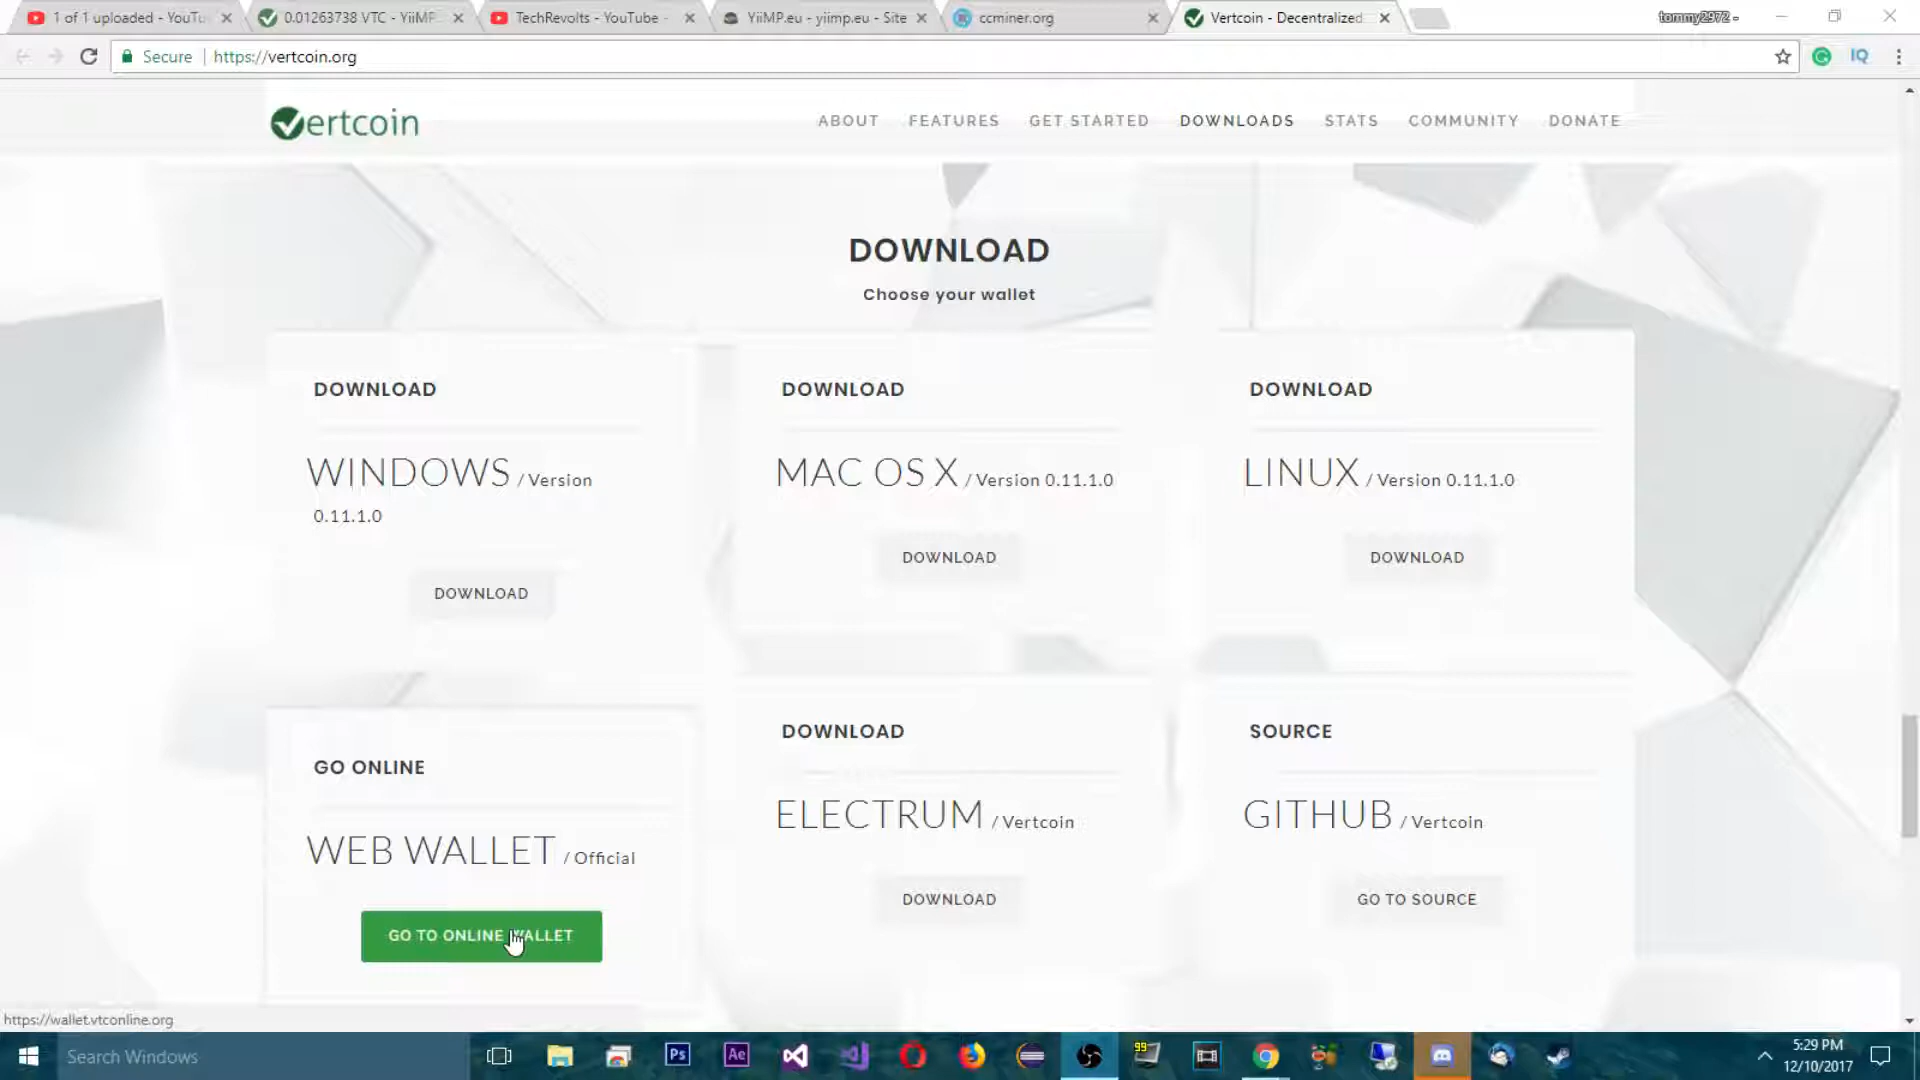 1 of 1 uploaded - YouTu
0.01263738 VTC - YiiMP
TechRevolts - YouTube -
YiiMP.eu - yiimp.eu - Site
ccminer.org
Vertcoin - Decentralized
tommy2972 -
Secure
https://vertcoin.org
IQ
Vertcoin
ABOUT
FEATURES
GET STARTED
DOWNLOADS
STATS
COMMUNITY
DONATE
DOWNLOAD
Choose your wallet
DOWNLOAD
WINDOWS / Version
0.11.1.0
DOWNLOAD
DOWNLOAD
MAC OS X / Version 0.11.1.0
DOWNLOAD
DOWNLOAD
LINUX / Version 0.11.1.0
DOWNLOAD
GO ONLINE
WEB WALLET / Official
GO TO ONLINE WALLET
DOWNLOAD
ELECTRUM / Vertcoin
DOWNLOAD
SOURCE
GITHUB / Vertcoin
GO TO SOURCE
https://wallet.vtconline.org
Search Windows
Ps
Ae
99
5:29 PM
12/10/2017